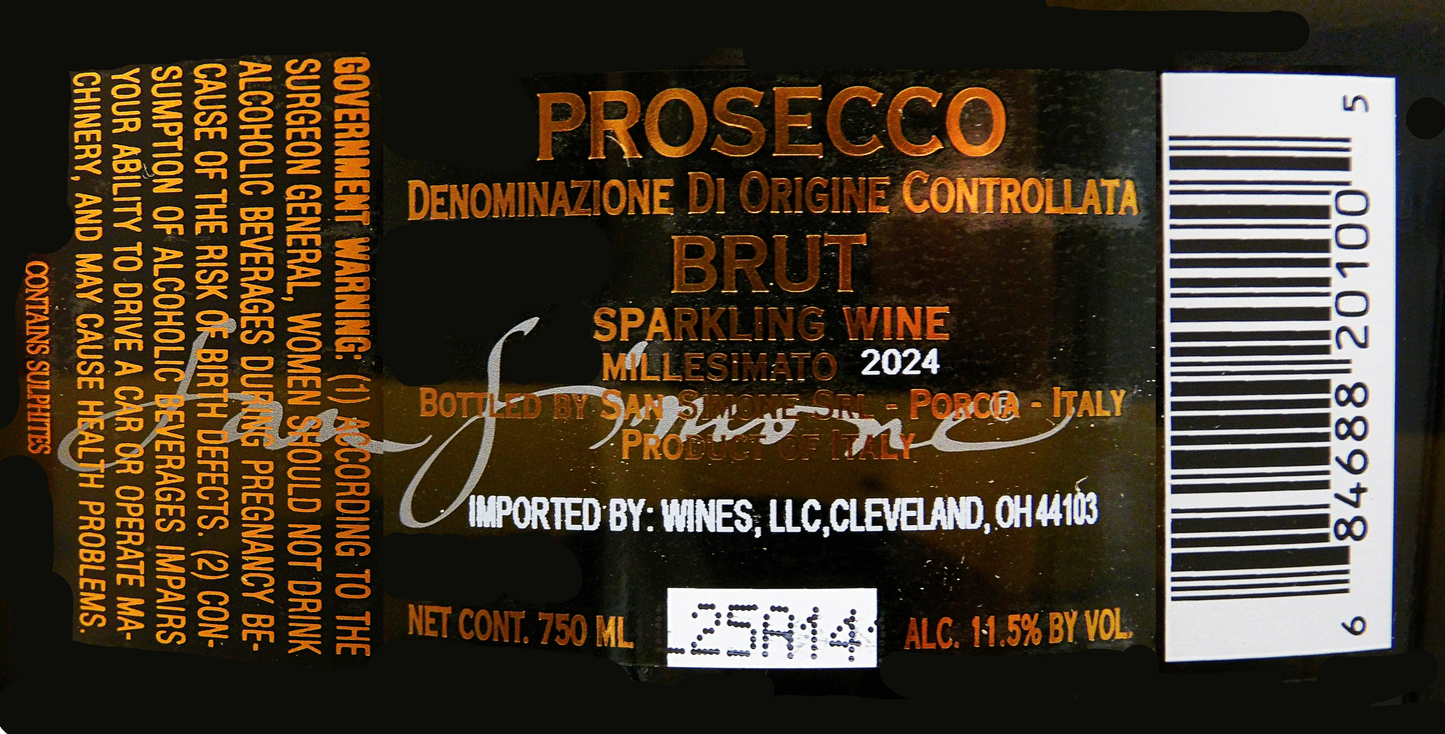 GOVERNMENT WARNING: (1) ACCORDING TO THE
SURGEON GENERAL, WOMEN SHOULD NOT DRINK
ALCOHOLIC BEVERAGES DURING PREGNANCY BE-
CAUSE OF THE RISK OF BIRTH DEFECTS. (2) CON-
SUMPTION OF ALCOHOLIC BEVERAGES IMPAIRS
YOUR ABILITY TO DRIVE A CAR OR OPERATE MA-
CHINERY, AND MAY CAUSE HEALTH PROBLEMS.
CONTAINS SULPHITES
PROSECCO
DENOMINAZIONE DI ORIGINE CONTROLLATA
BRUT
SPARKLING WINE
MILLESIMATO 2024
BOTTLED BY SAN SIMONE SRL - PORCIA - ITALY
PRODUCT OF ITALY
San Simone®
IMPORTED BY: WINES, LLC,CLEVELAND, OH 44103
NET CONT. 750 ML
L25A14
ALC. 11.5% BY VOL.
6 84688 20100 5